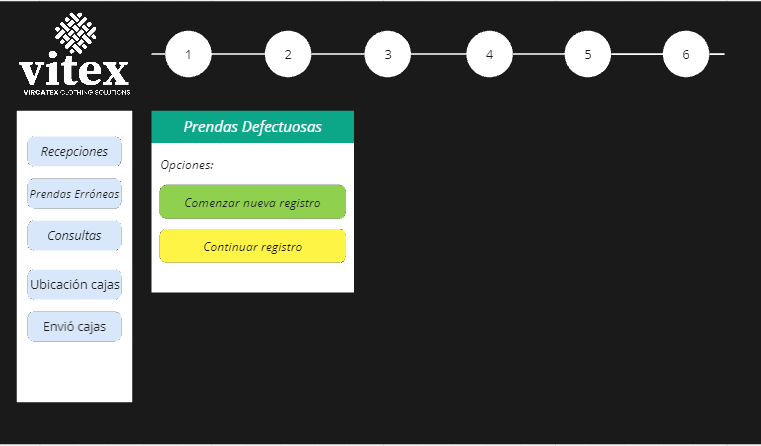 vitex
VIRCATEX CLOTHING SOLUTIONS
1 2 3 4 5 6
Recepciones
Prendas Erróneas
Consultas
Ubicación cajas
Envió cajas
Prendas Defectuosas
Opciones:
Comenzar nueva registro
Continuar registro